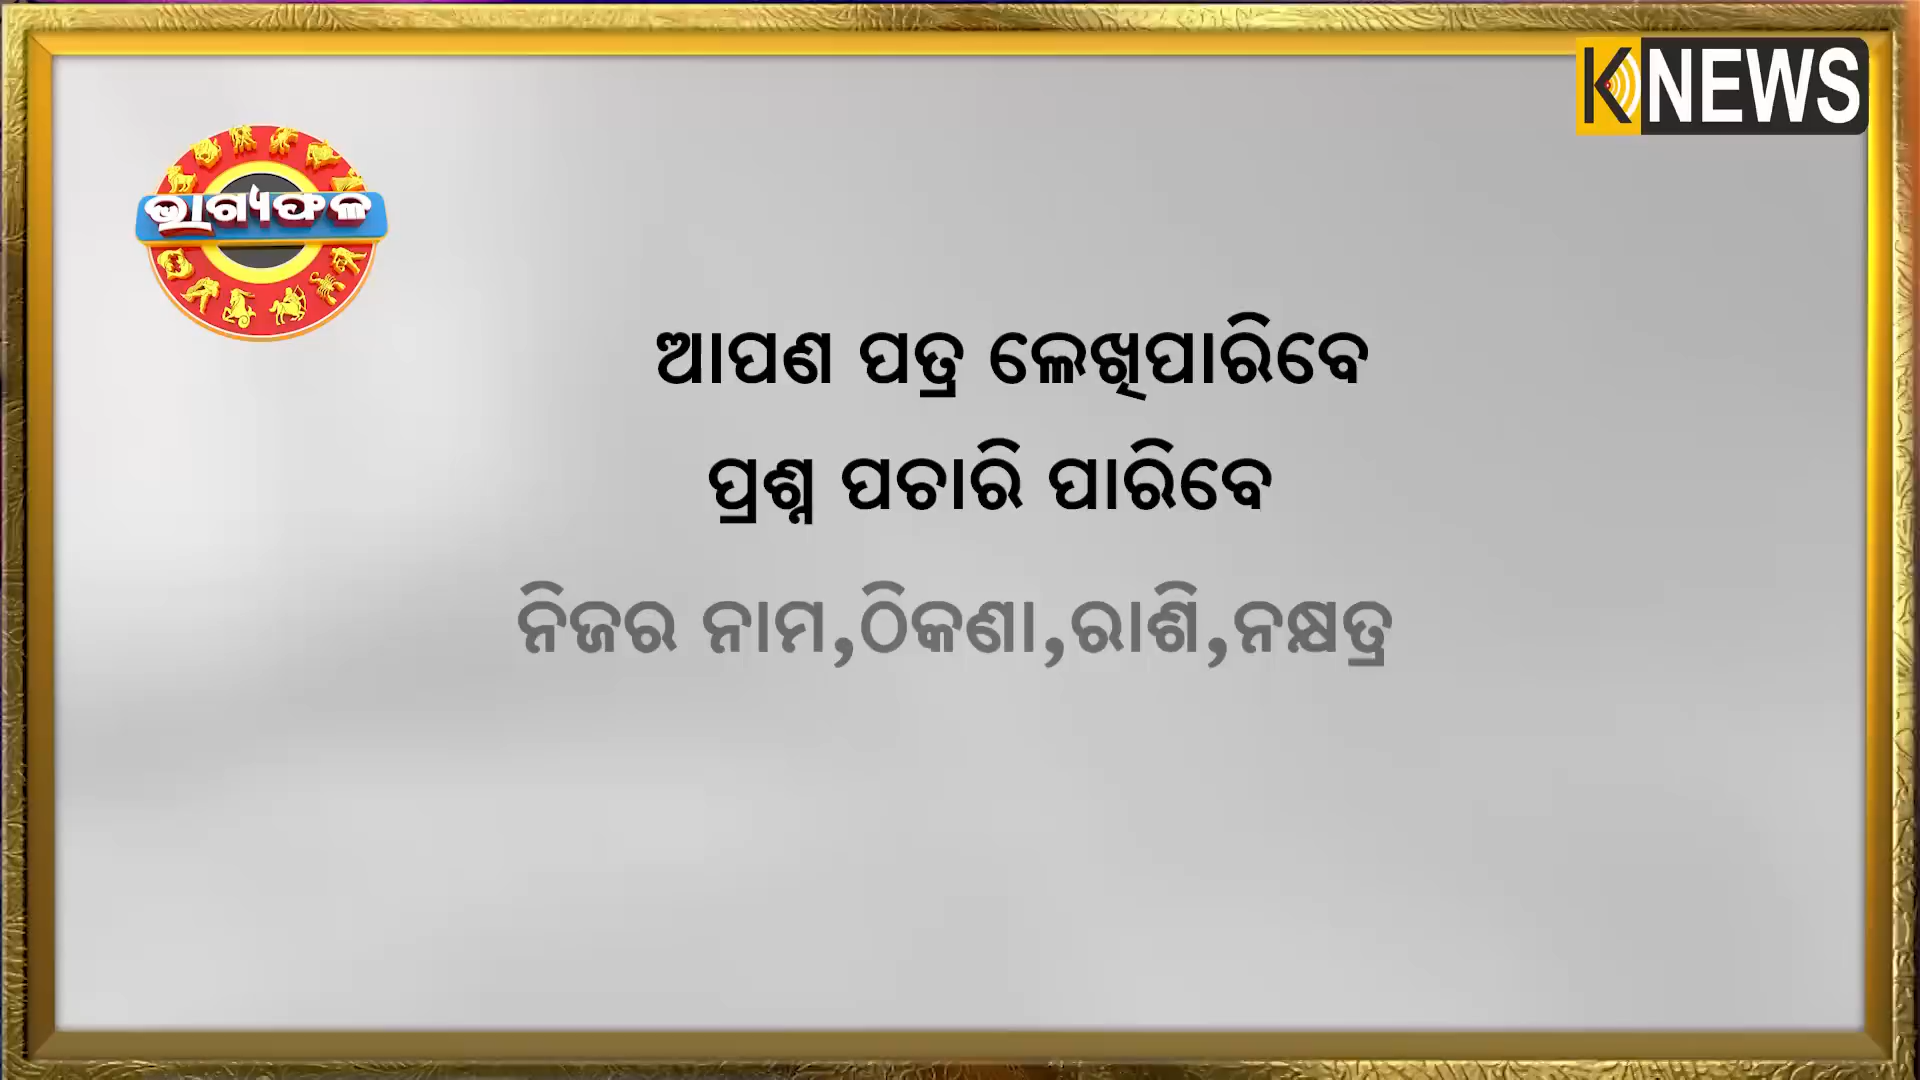 KNEWS
ଭାଗ୍ୟଫଳ
ଆପଣ ପତ୍ର ଲେଖିପାରିବେ
ପ୍ରଶ୍ନ ପଚାରି ପାରିବେ
ନିଜର ନାମ,ଠିକଣା,ରାଶି,ନକ୍ଷତ୍ର